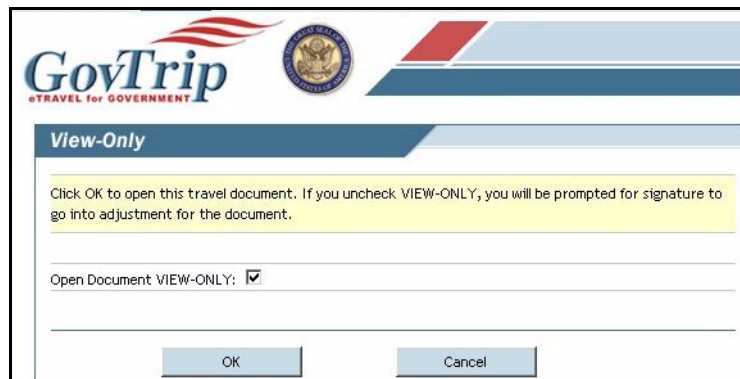 GovTrip
eTRAVEL for GOVERNMENT
View-Only
Click OK to open this travel document. If you uncheck VIEW-ONLY, you will be prompted for signature to
go into adjustment for the document.
Open Document VIEW-ONLY:
OK Cancel